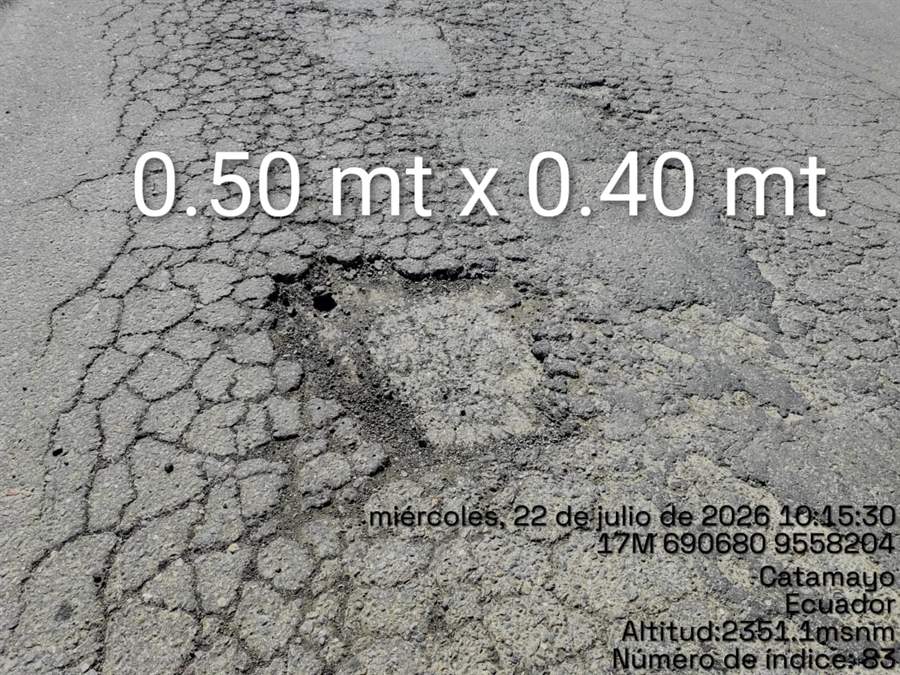 0.50 mt x 0.40 mt
miércoles, 22 de julio de 2026 10:15:30
17M 690680 9558204
Catamayo
Ecuador
Altitud:2351.1msnm
Número de índice: 83